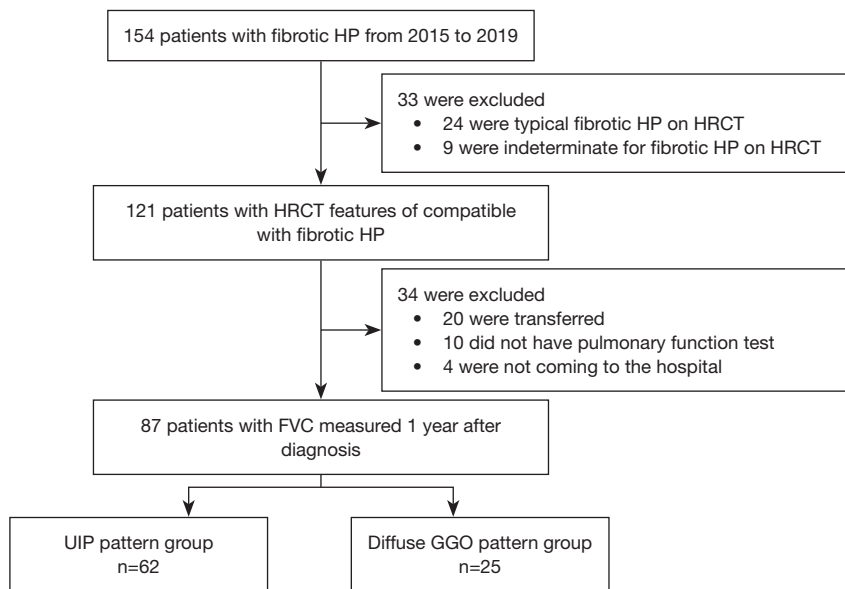 154 patients with fibrotic HP from 2015 to 2019
33 were excluded
• 24 were typical fibrotic HP on HRCT
• 9 were indeterminate for fibrotic HP on HRCT
121 patients with HRCT features of compatible
with fibrotic HP
34 were excluded
• 20 were transferred
• 10 did not have pulmonary function test
• 4 were not coming to the hospital
87 patients with FVC measured 1 year after
diagnosis
UIP pattern group
n=62
Diffuse GGO pattern group
n=25